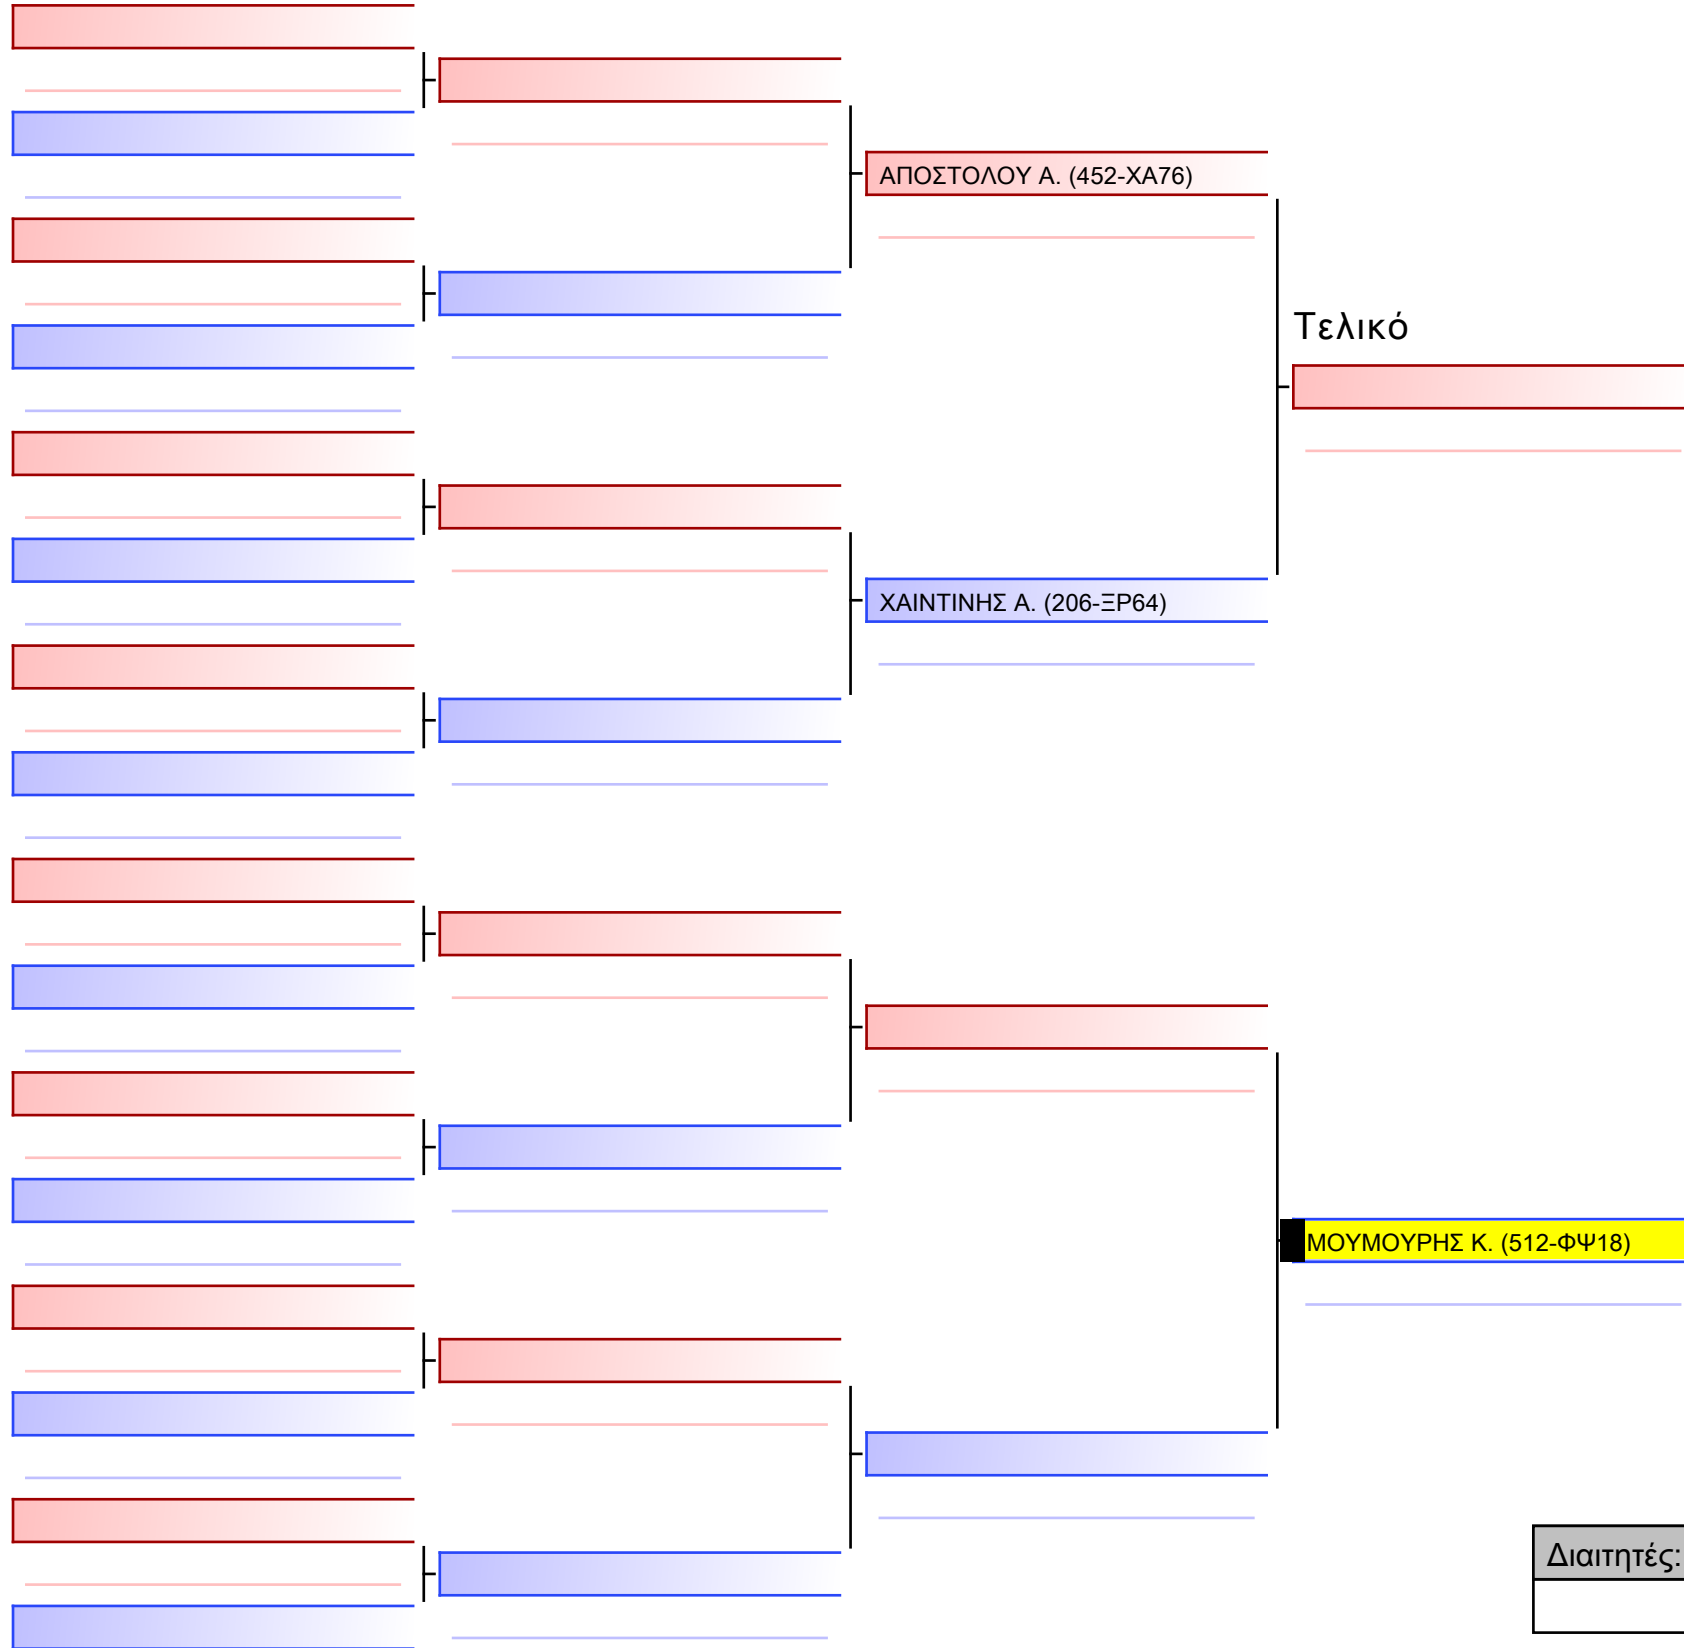 ΑΠΟΣΤΟΛΟΥ Α. (452-ΧΑ76)
Τελικό
ΧΑΙΝΤΙΝΗΣ Α. (206-ΞΡ64)
ΜΟΥΜΟΥΡΗΣ Κ. (512-ΦΨ18)
Διαιτητές: